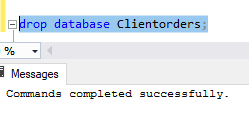 drop database Clientorders;
%
Messages
Commands completed successfully.